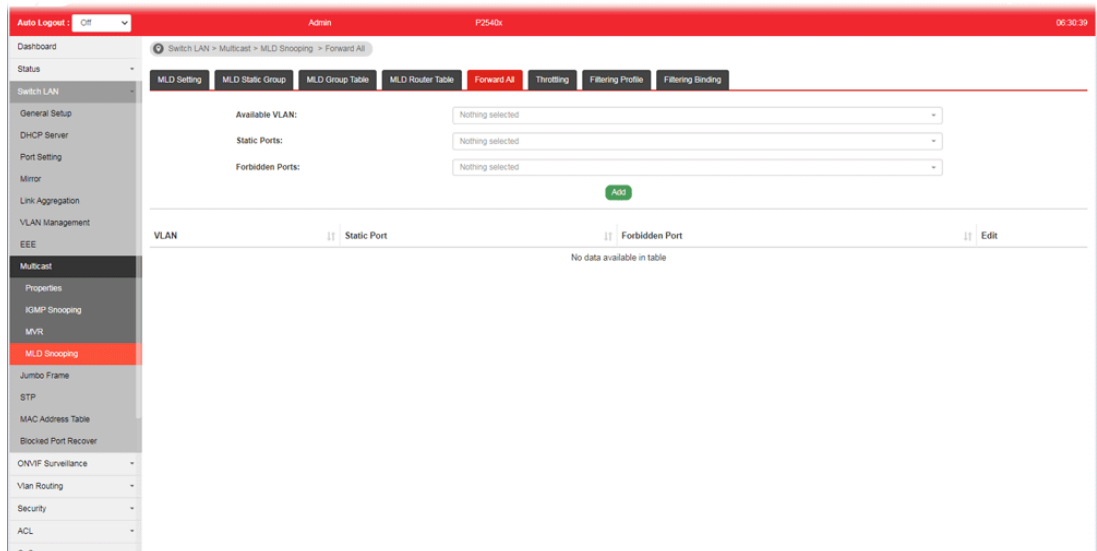 Auto Logout : Off Admin P2540x 06:30:39
Dashboard
Status
Switch LAN
General Setup
DHCP Server
Port Setting
Mirror
Link Aggregation
VLAN Management
EEE
Multicast
Properties
IGMP Snooping
MVR
MLD Snooping
Jumbo Frame
STP
MAC Address Table
Blocked Port Recover
ONVIF Surveillance
Vlan Routing
Security
ACL
Switch LAN > Multicast > MLD Snooping > Forward All
MLD Setting MLD Static Group MLD Group Table MLD Router Table Forward All Throttling Filtering Profile Filtering Binding
Available VLAN: Nothing selected
Static Ports: Nothing selected
Forbidden Ports: Nothing selected
Add
VLAN Static Port Forbidden Port Edit
No data available in table